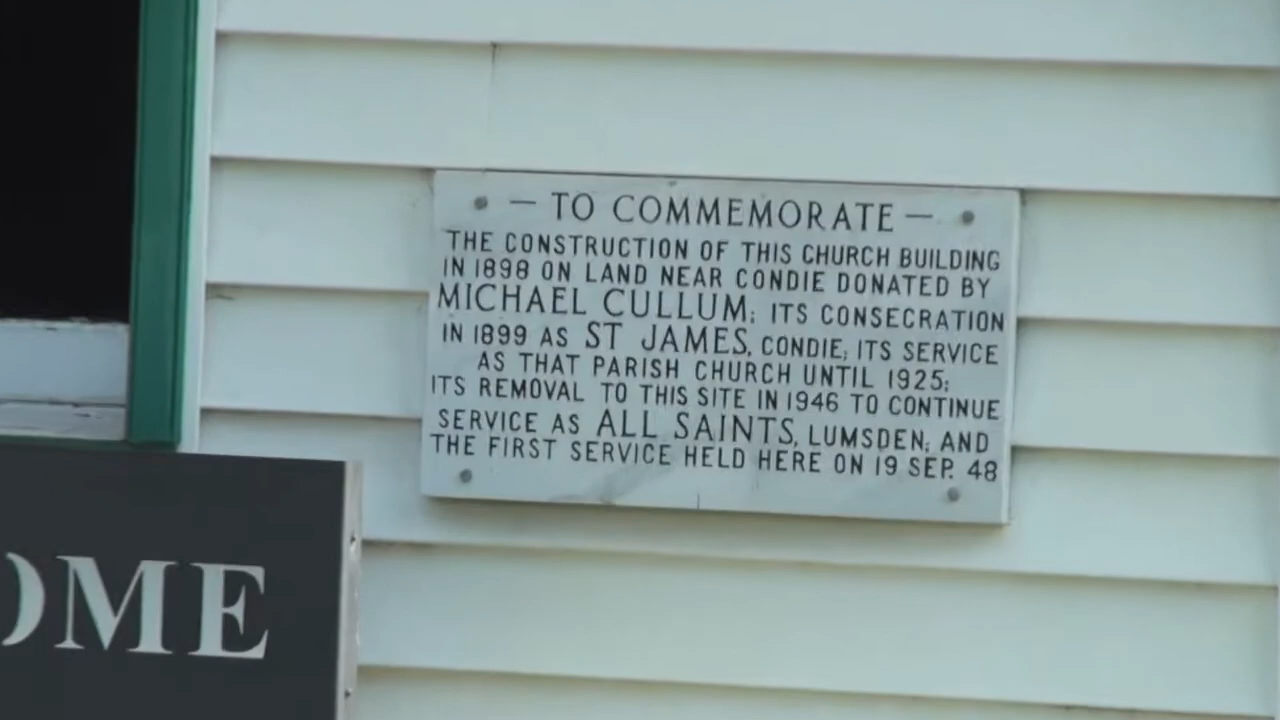 — TO COMMEMORATE —
THE CONSTRUCTION OF THIS CHURCH BUILDING
IN 1898 ON LAND NEAR CONDIE DONATED BY
MICHAEL CULLUM; ITS CONSECRATION
IN 1899 AS ST JAMES, CONDIE; ITS SERVICE
AS THAT PARISH CHURCH UNTIL 1925;
ITS REMOVAL TO THIS SITE IN 1946 TO CONTINUE
SERVICE AS ALL SAINTS, LUMSDEN; AND
THE FIRST SERVICE HELD HERE ON 19 SEP. 48
OME